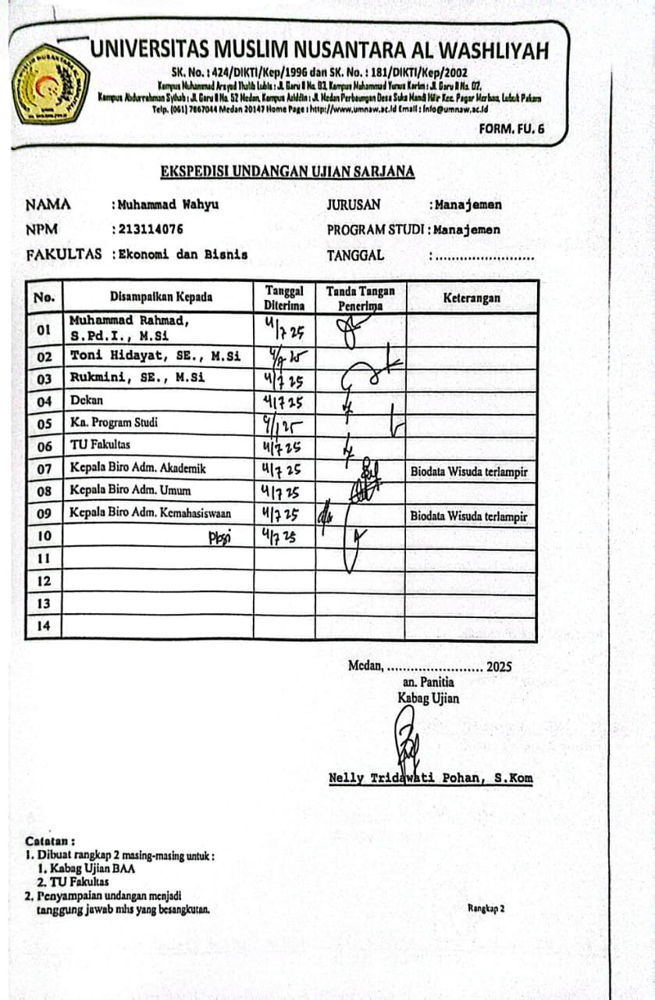 UNIVERSITAS MUSLIM NUSANTARA AL WASHLIYAH
SK. No. : 424/DIKTI/Kep/1996 dan SK. No. : 181/DIKTI/Kep/2002
Kampus Muhammad Arsyad Thalib Lubis : Jl. Garu II No. 93, Kampus Muhammad Yunus Karim : Jl. Garu II No. 02,
Kampus Abdurrahman Syihab : Jl. Garu II No. 52 Medan, Kampus Aziddin : Jl. Medan Perbaungan Desa Suka Mandi Hilir Kec. Pagar Merbau, Lubuk Pakam
Telp. (061) 7867044 Medan 20147 Home Page : http://www.umnaw.ac.id Email : info@umnaw.ac.id
FORM. FU. 6
EKSPEDISI UNDANGAN UJIAN SARJANA
NAMA : Muhammad Wahyu JURUSAN : Manajemen
NPM : 213114076 PROGRAM STUDI : Manajemen
FAKULTAS : Ekonomi dan Bisnis TANGGAL : ........................
No. Disampaikan Kepada Tanggal Diterima Tanda Tangan Penerima Keterangan
01 Muhammad Rahmad, S.Pd.I., M.Si 4/7 25
02 Toni Hidayat, SE., M.Si
03 Rukmini, SE., M.Si 4/7 25
04 Dekan 4/7 25
05 Ka. Program Studi
06 TU Fakultas 4/7 25
07 Kepala Biro Adm. Akademik 4/7 25 Biodata Wisuda terlampir
08 Kepala Biro Adm. Umum 4/7 25
09 Kepala Biro Adm. Kemahasiswaan 4/7 25 Biodata Wisuda terlampir
10 4/7 25
11
12
13
14
Medan, ........................ 2025
an. Panitia
Kabag Ujian
Nelly Tridawati Pohan, S.Kom
Catatan :
1. Dibuat rangkap 2 masing-masing untuk :
1. Kabag Ujian BAA
2. TU Fakultas
2. Penyampaian undangan menjadi
tanggung jawab mhs yang besangkutan.
Rangkap 2